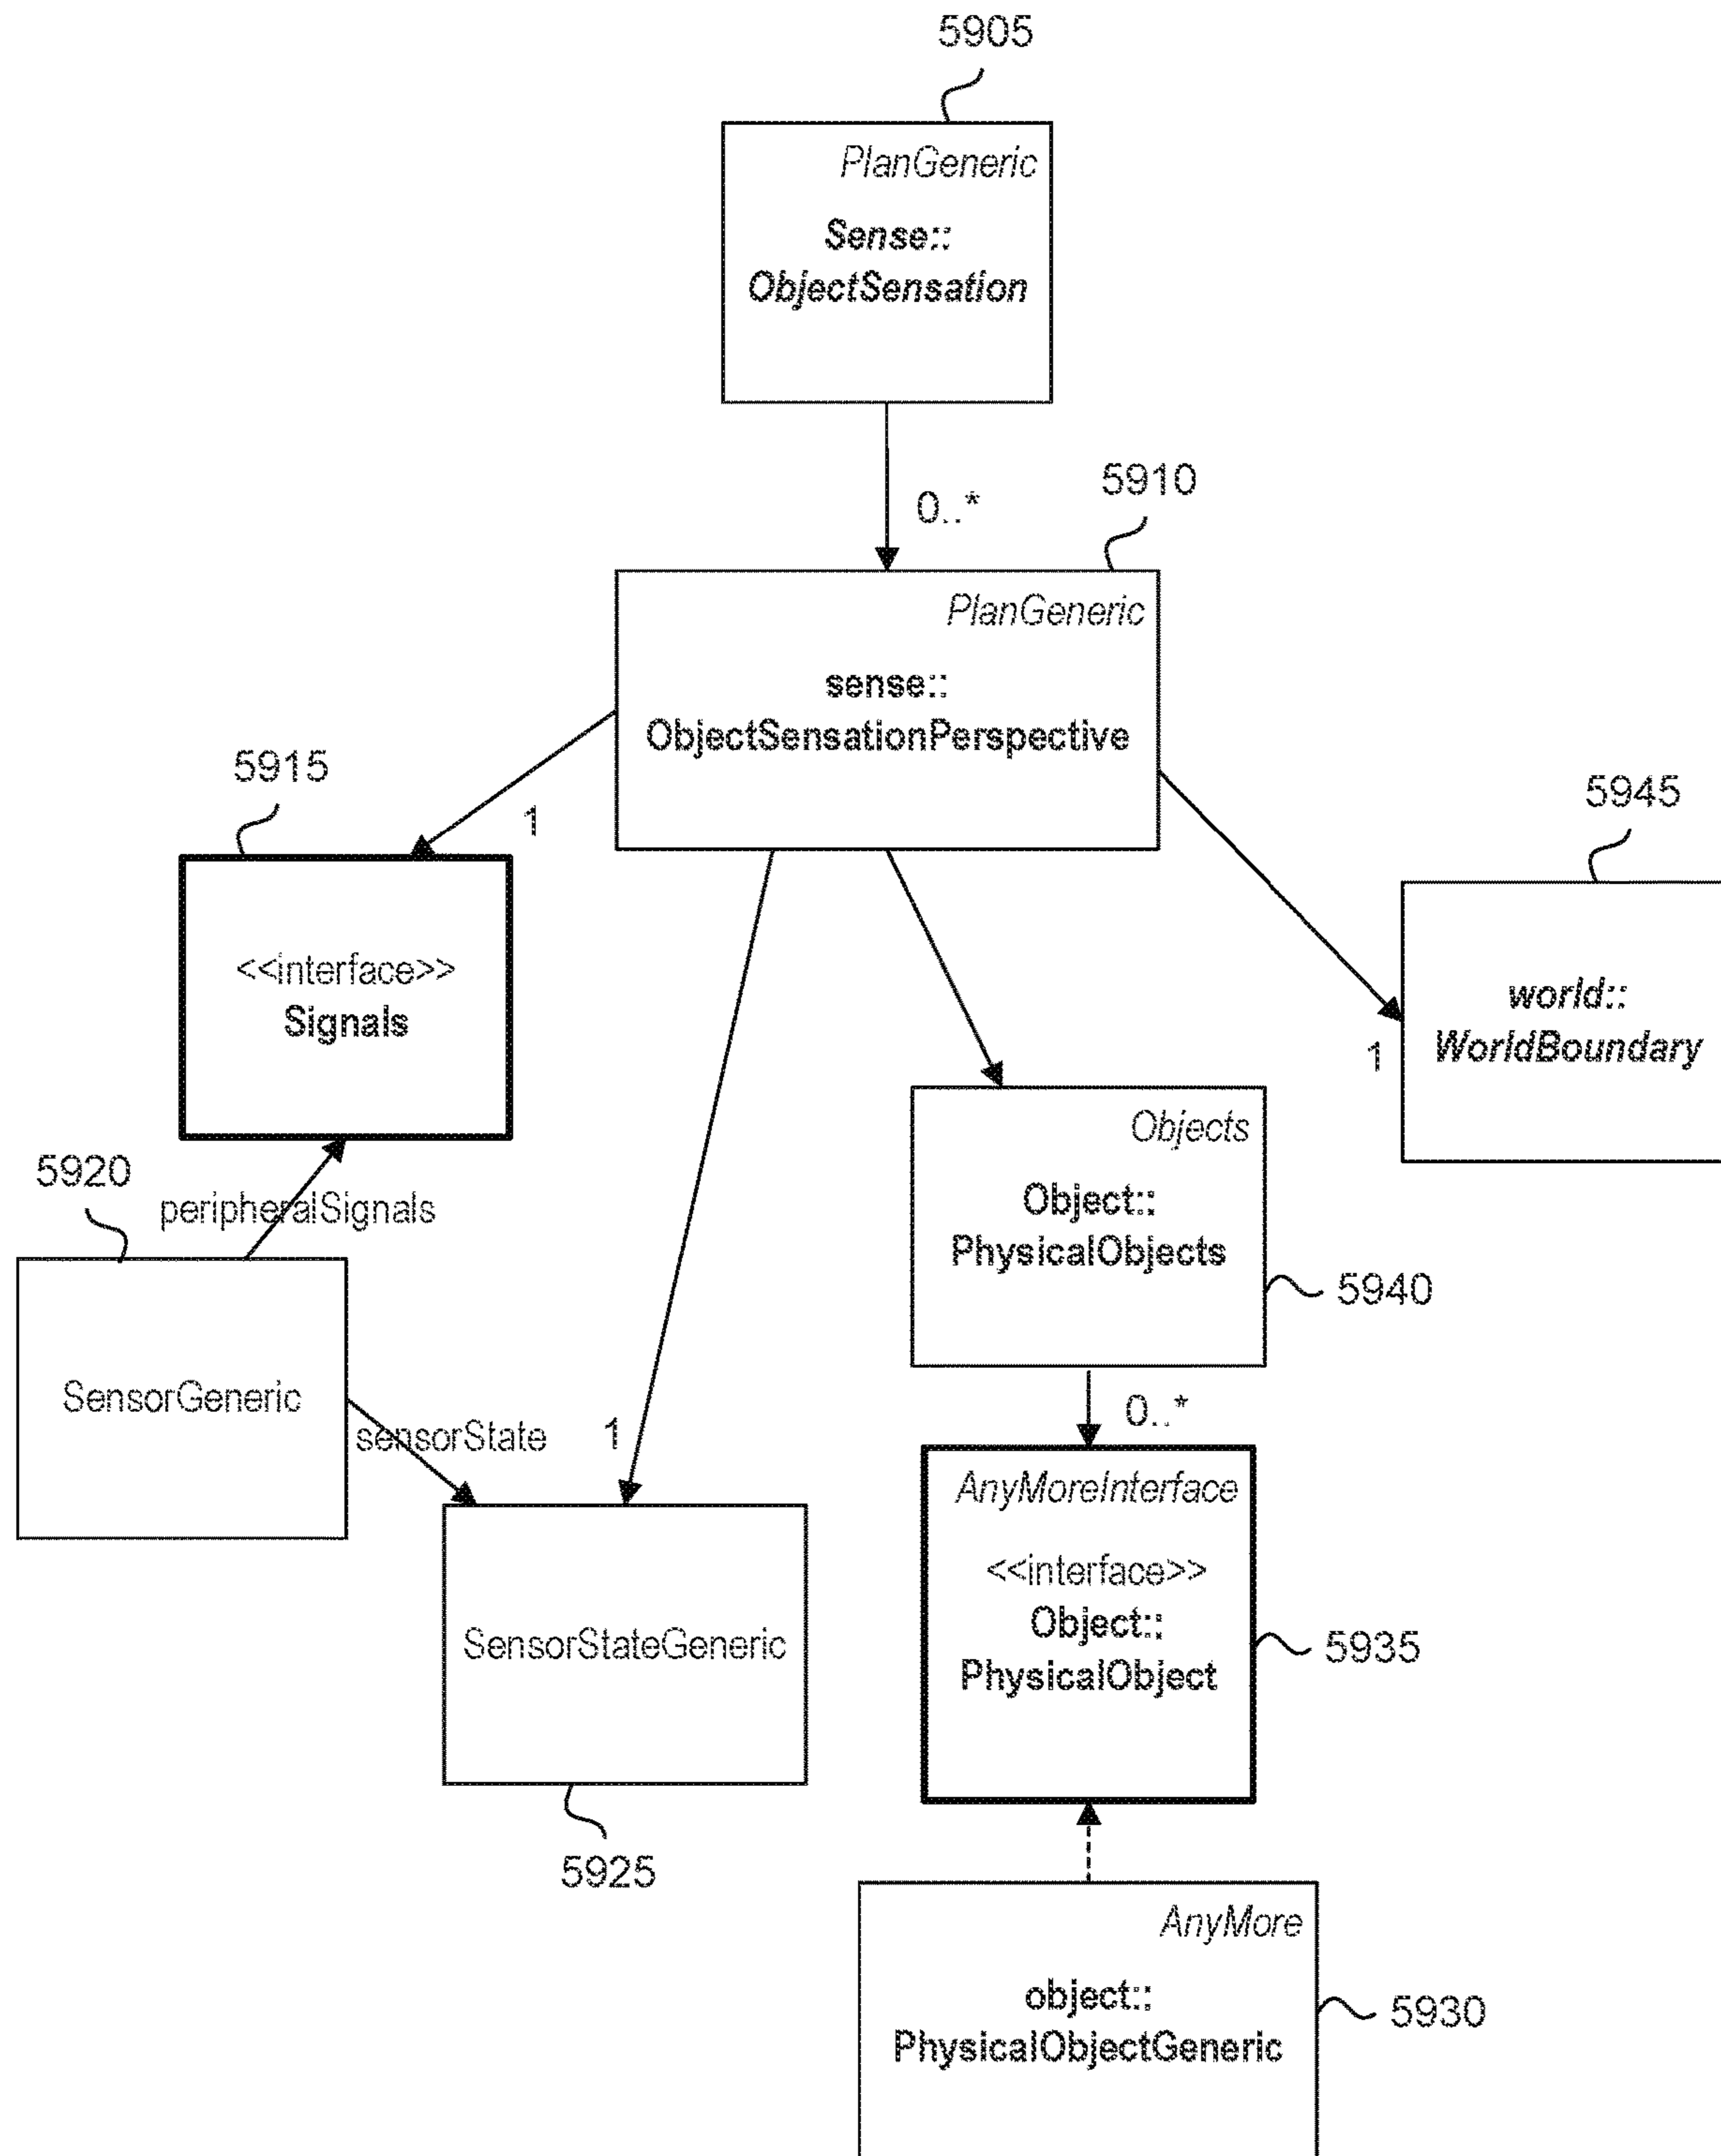 5905
PlanGeneric
Sense::
ObjectSensation
0..*
5910
PlanGeneric
sense::
ObjectSensationPerspective
5915
1
<<interface>>
Signals
5945
world::
WorldBoundary
1
5920
peripheralSignals
SensorGeneric
sensorState
1
SensorStateGeneric
5925
Objects
Object::
PhysicalObjects
5940
0..*
AnyMoreInterface
<<interface>>
Object::
PhysicalObject
5935
AnyMore
object::
PhysicalObjectGeneric
5930